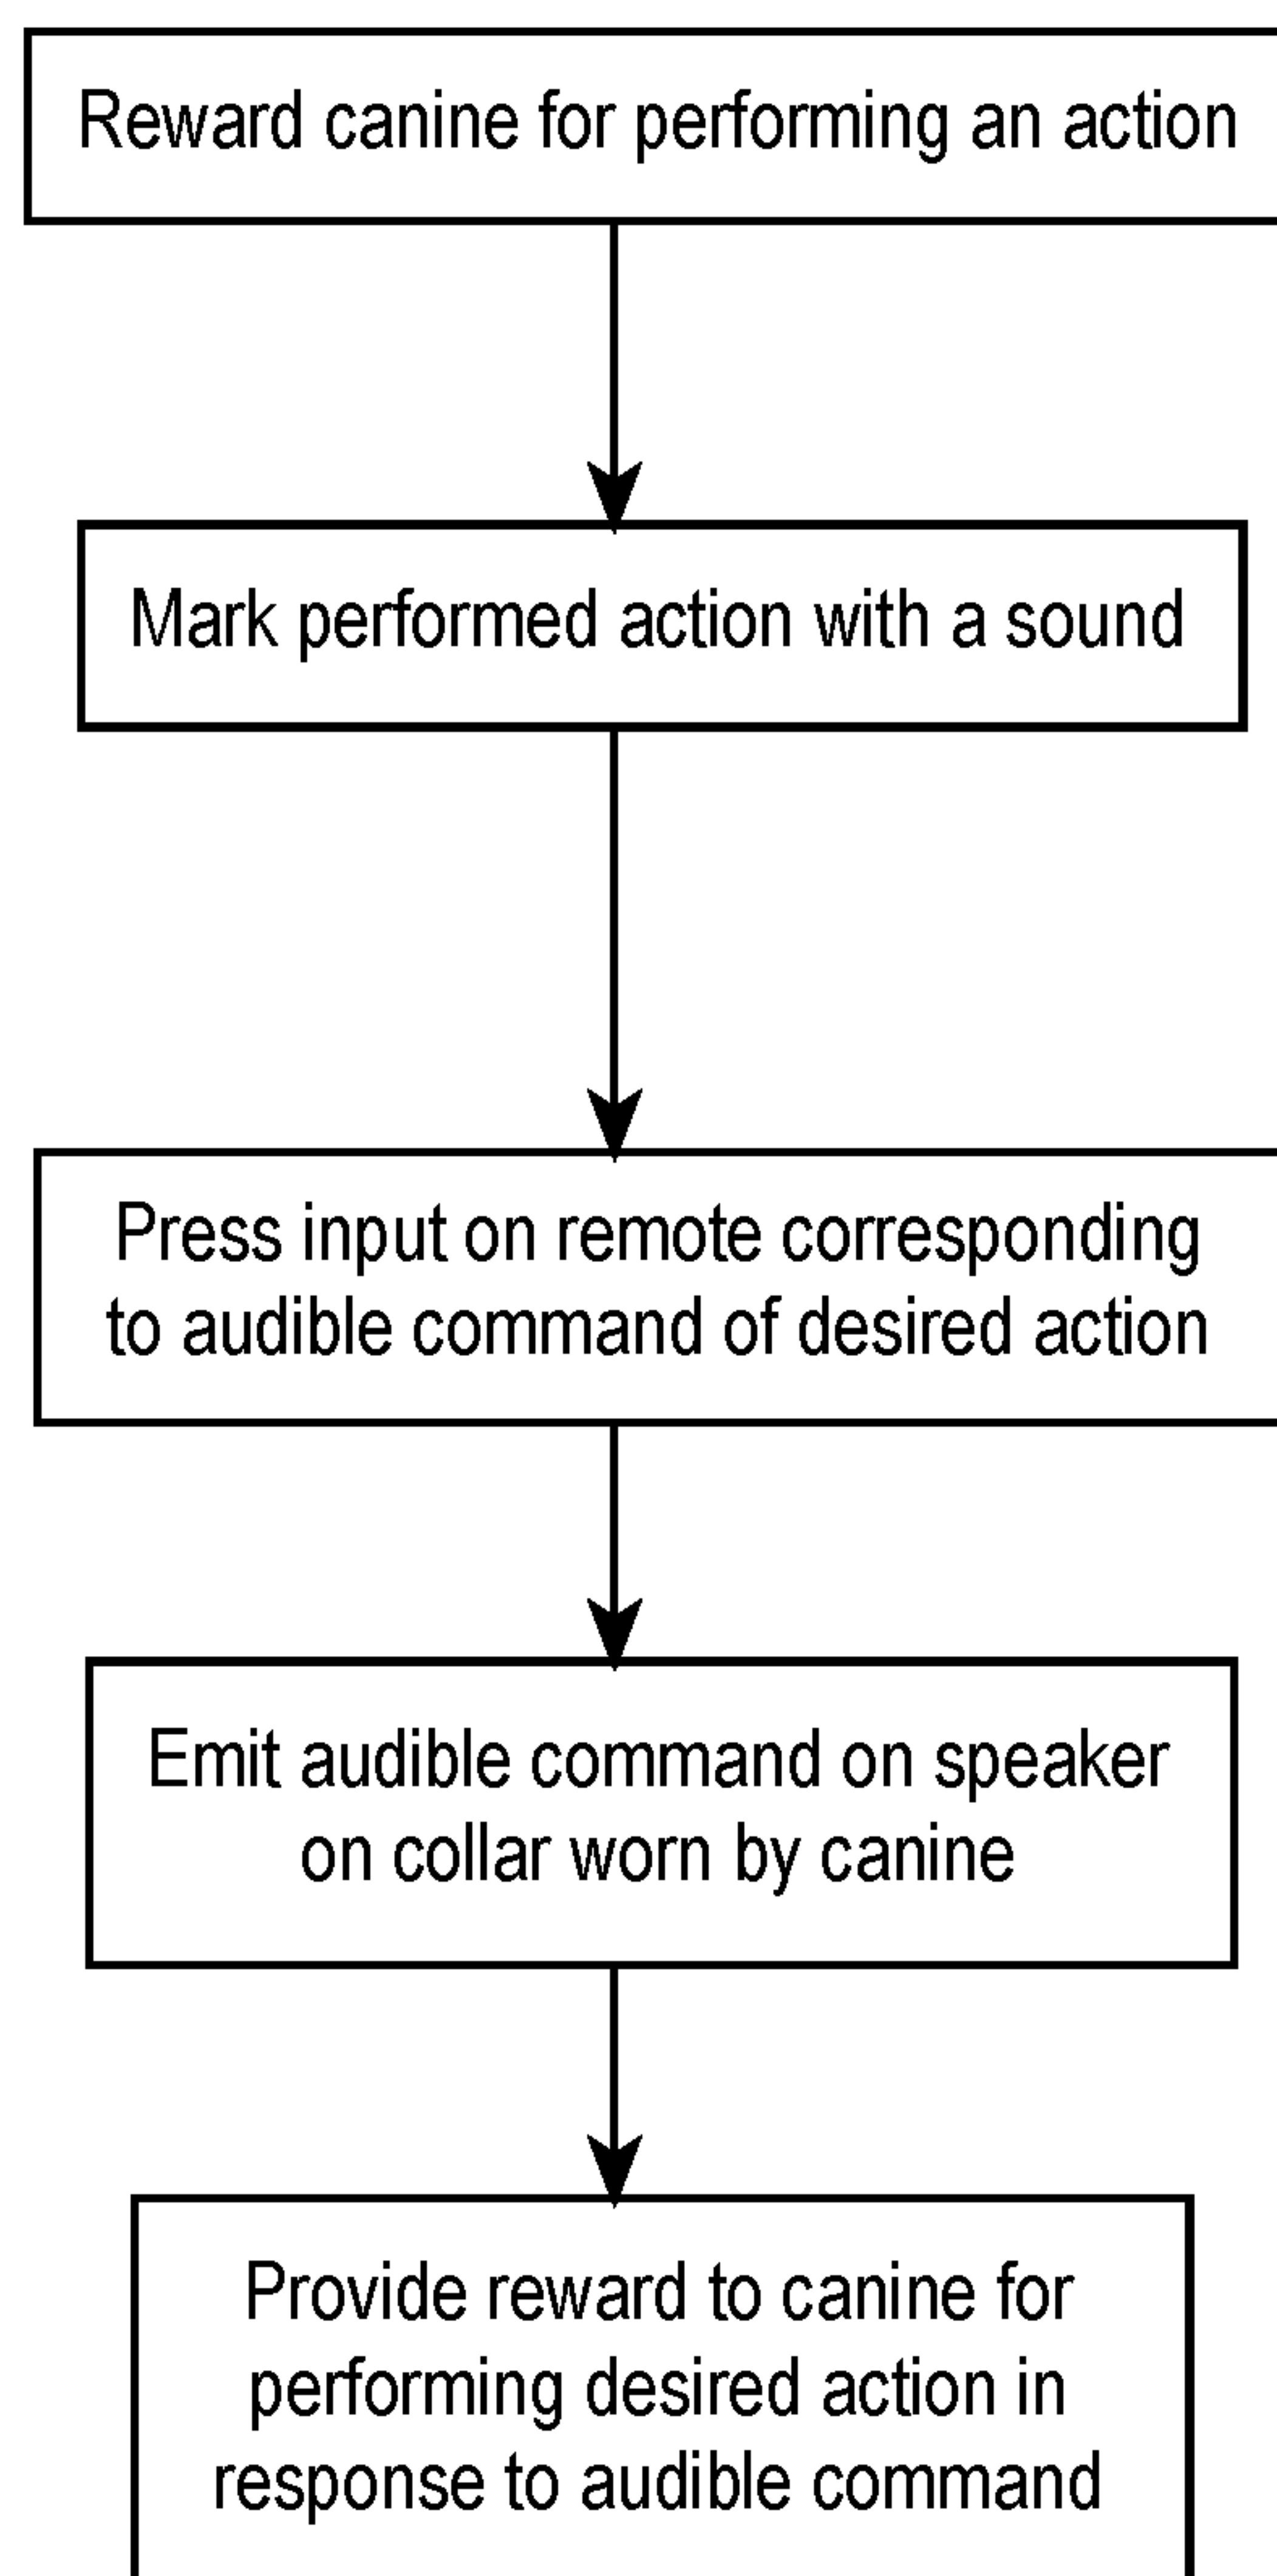 Reward canine for performing an action
Mark performed action with a sound
Press input on remote corresponding
to audible command of desired action
Emit audible command on speaker
on collar worn by canine
Provide reward to canine for
performing desired action in
response to audible command